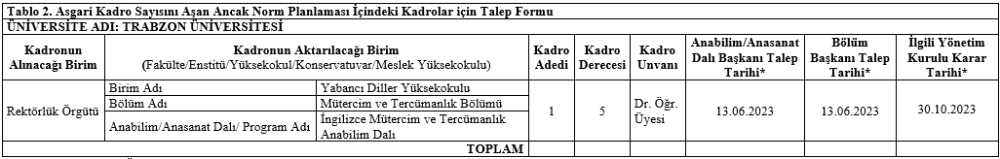 Tablo 2. Asgari Kadro Sayısını Aşan Ancak Norm Planlaması İçindeki Kadrolar için Talep Formu
ÜNİVERSİTE ADI: TRABZON ÜNİVERSİTESİ
Kadronun Alınacağı Birim
Kadronun Aktarılacağı Birim
(Fakülte/Enstitü/Yüksekokul/Konservatuvar/Meslek Yüksekokulu)
Kadro Adedi
Kadro Derecesi
Kadro Unvanı
Anabilim/Anasanat Dalı Başkanı Talep Tarihi*
Bölüm Başkanı Talep Tarihi*
İlgili Yönetim Kurulu Karar Tarihi*
Rektörlük Örgütü
Birim Adı
Yabancı Diller Yüksekokulu
Bölüm Adı
Mütercim ve Tercümanlık Bölümü
Anabilim/Anasanat Dalı/ Program Adı
İngilizce Mütercim ve Tercümanlık
Anabilim Dalı
1
5
Dr. Öğr.
Üyesi
13.06.2023
13.06.2023
30.10.2023
TOPLAM